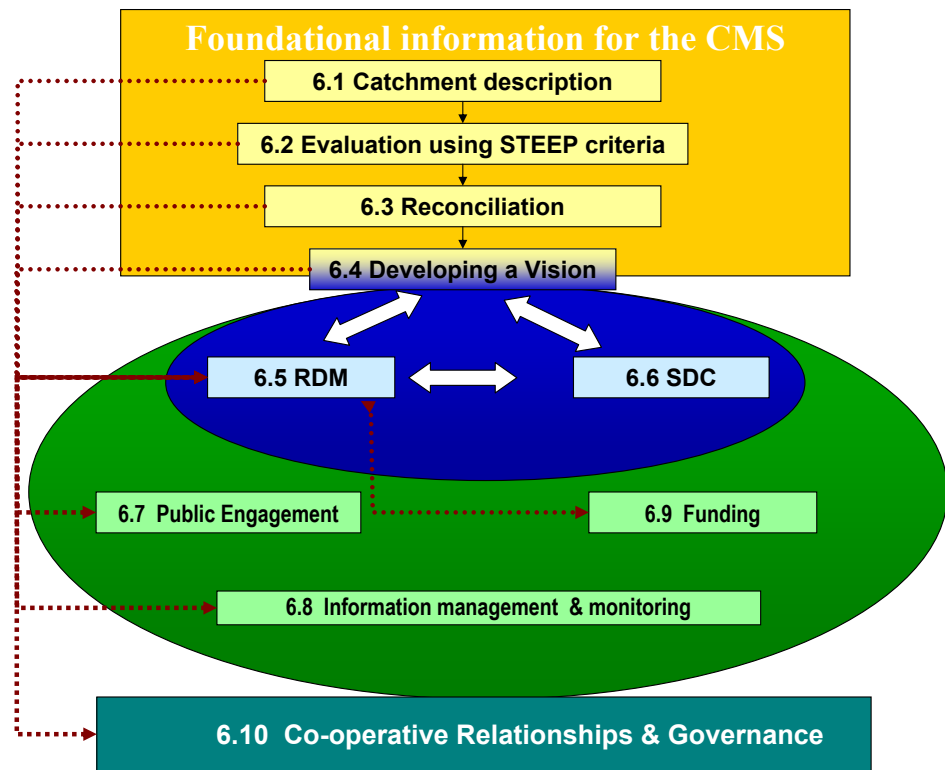 Foundational information for the CMS
6.1 Catchment description
6.2 Evaluation using STEEP criteria
6.3 Reconciliation
6.4 Developing a Vision
6.5 RDM
6.6 SDC
6.7 Public Engagement
6.9 Funding
6.8 Information management & monitoring
6.10 Co-operative Relationships & Governance